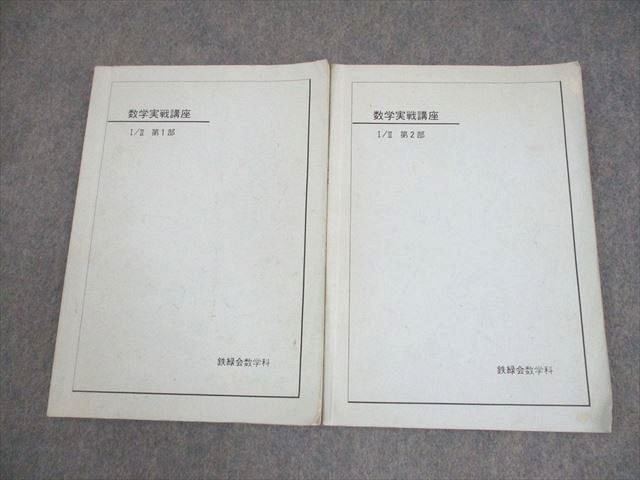 数学実戦講座
Ⅰ/Ⅱ 第1部
鉄緑会数学科
数学実戦講座
Ⅰ/Ⅱ 第2部
鉄緑会数学科